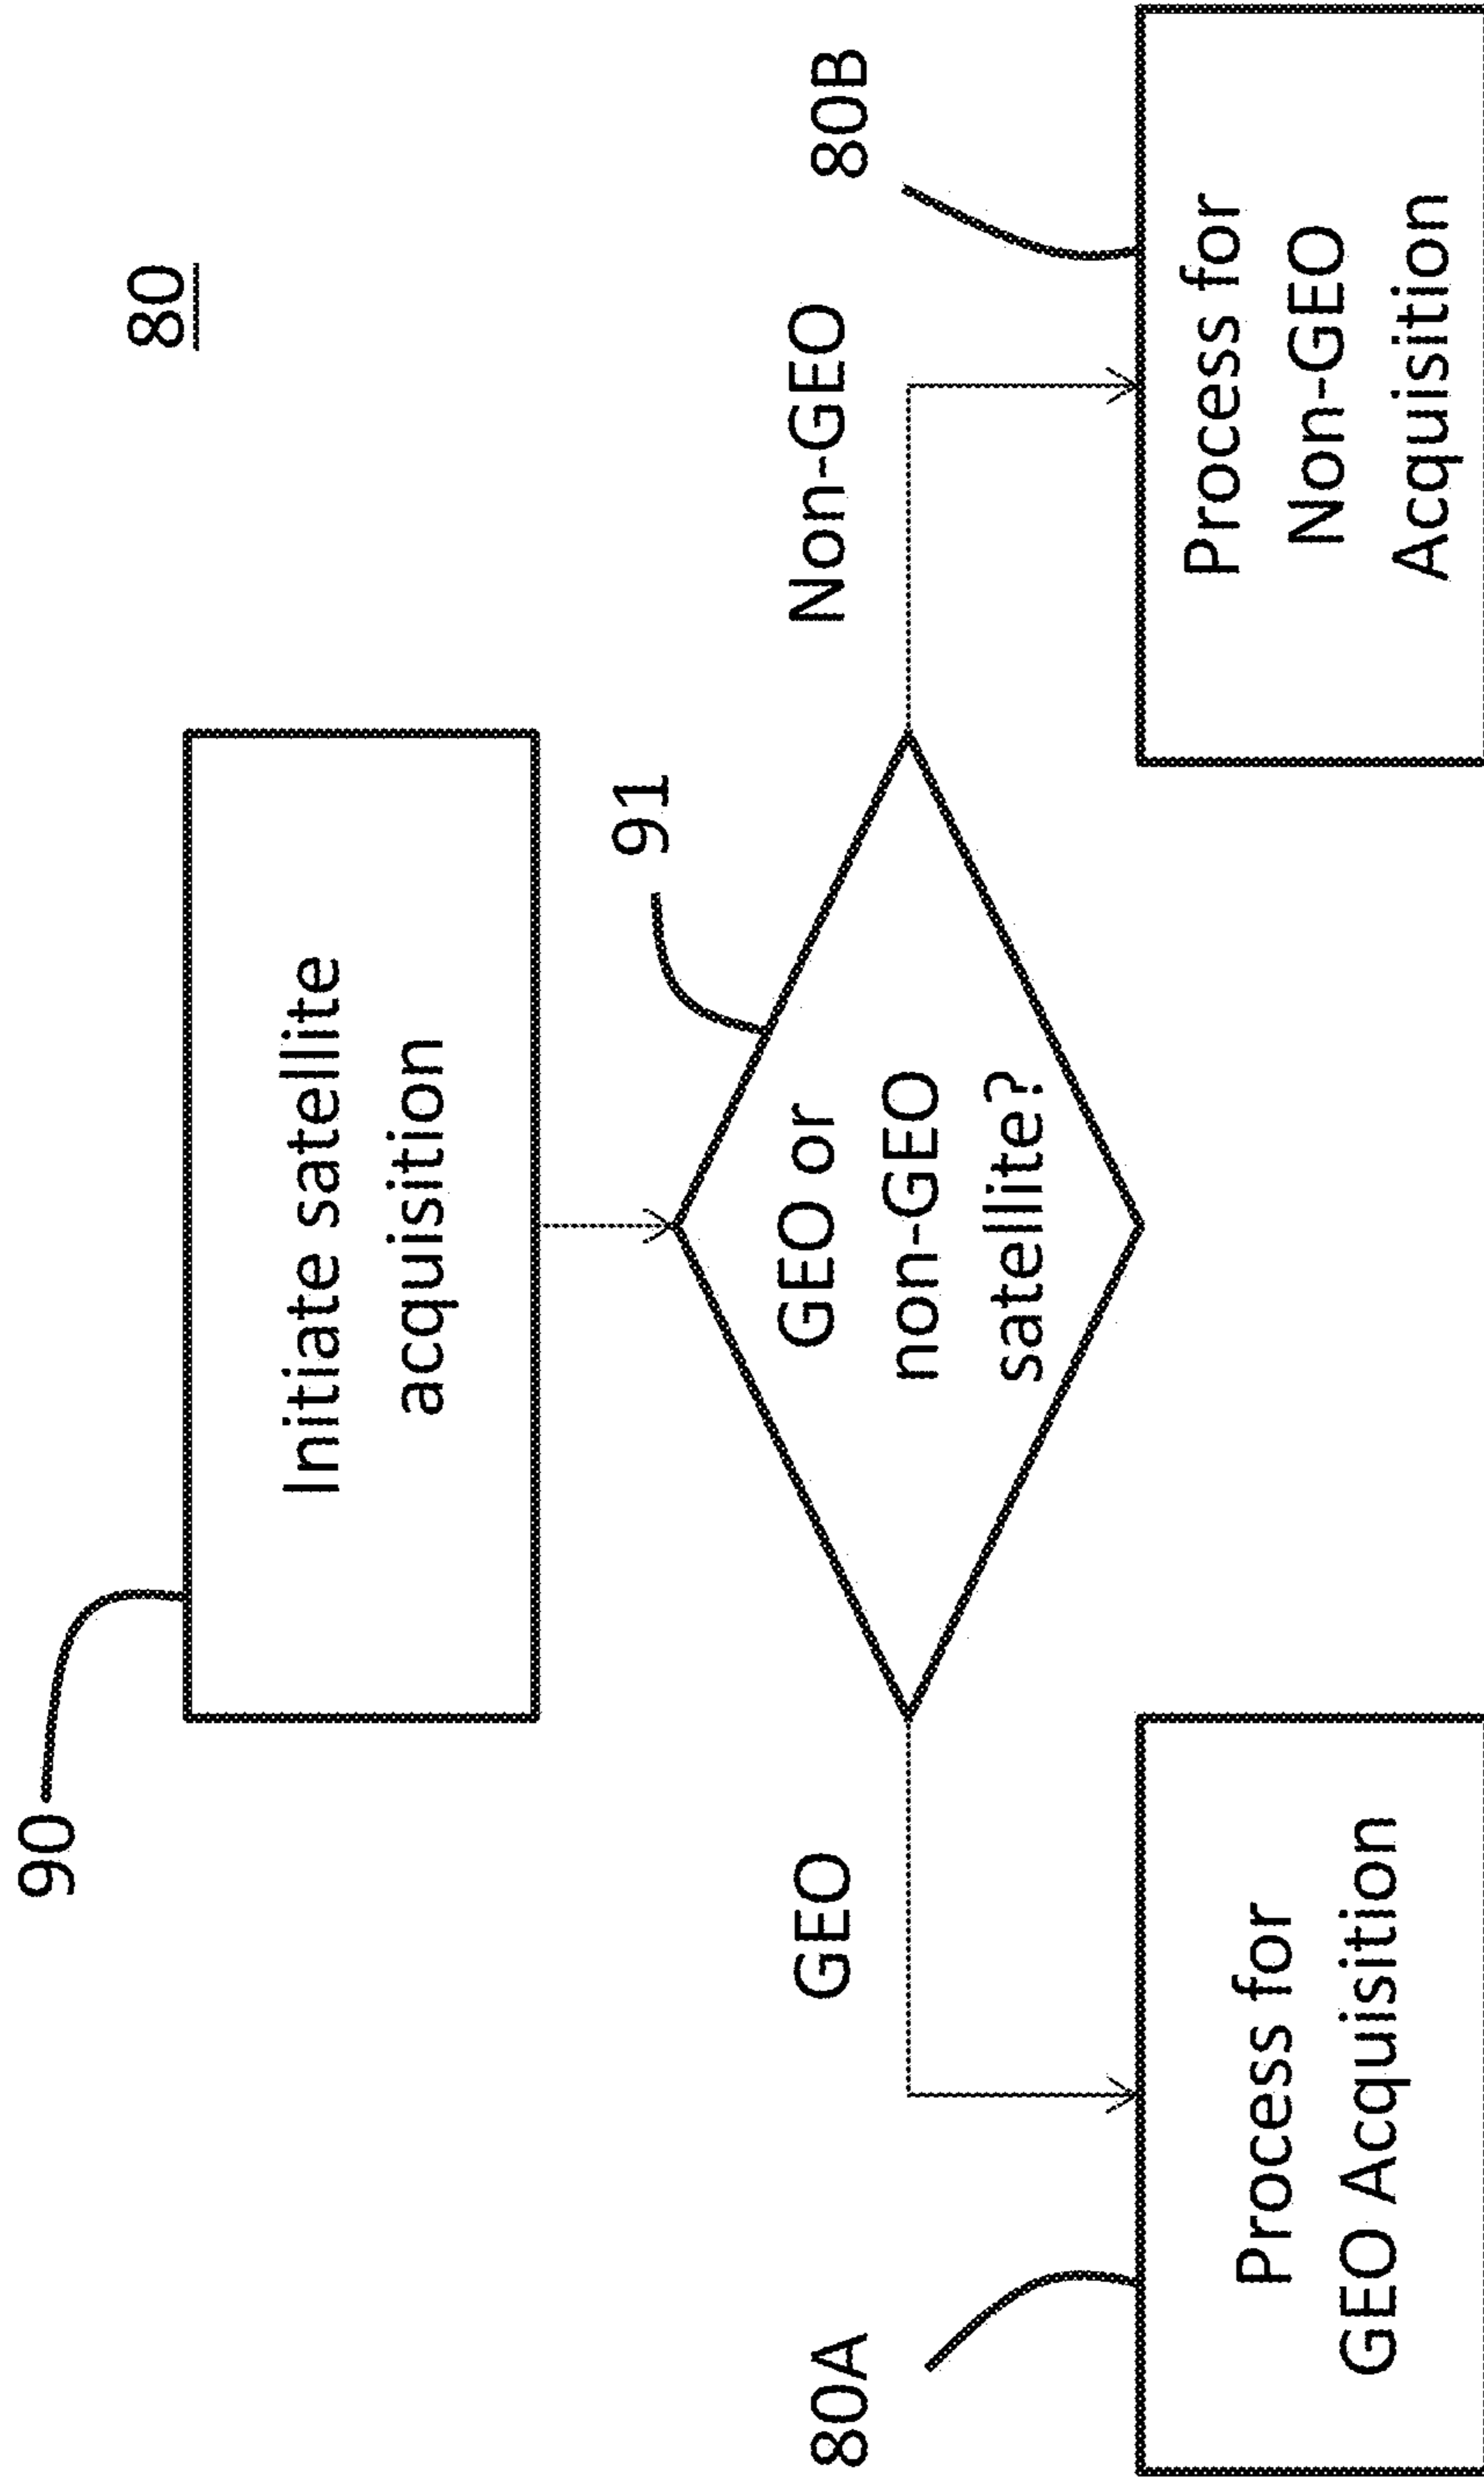 80
90
Initiate satellite
acquisition
91
GEO or
non-GEO
satellite?
GEO
Non-GEO
80A
80B
Process for
GEO Acquisition
Process for
Non-GEO
Acquisition